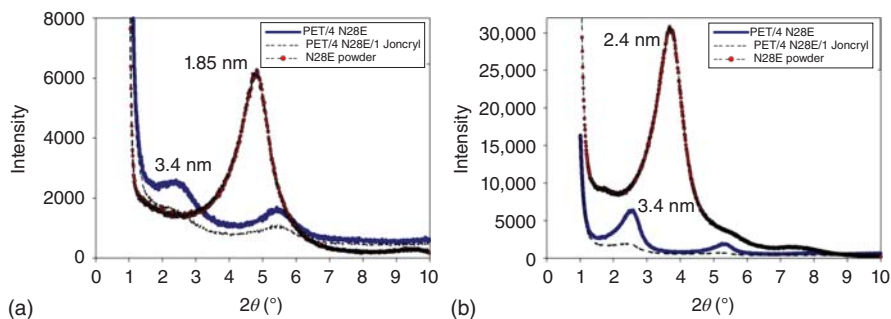 PET/4 N28E
PET/4 N28E/1 Joncryl
N28E powder
8000
6000
4000
2000
0
Intensity
1.85 nm
3.4 nm
0 1 2 3 4 5 6 7 8 9 10
2θ (°)
(a)
PET/4 N28E
PET/4 N28E/1 Joncryl
N28E powder
30,000
25,000
20,000
15,000
10,000
5000
0
Intensity
2.4 nm
3.4 nm
0 1 2 3 4 5 6 7 8 9 10
2θ (°)
(b)